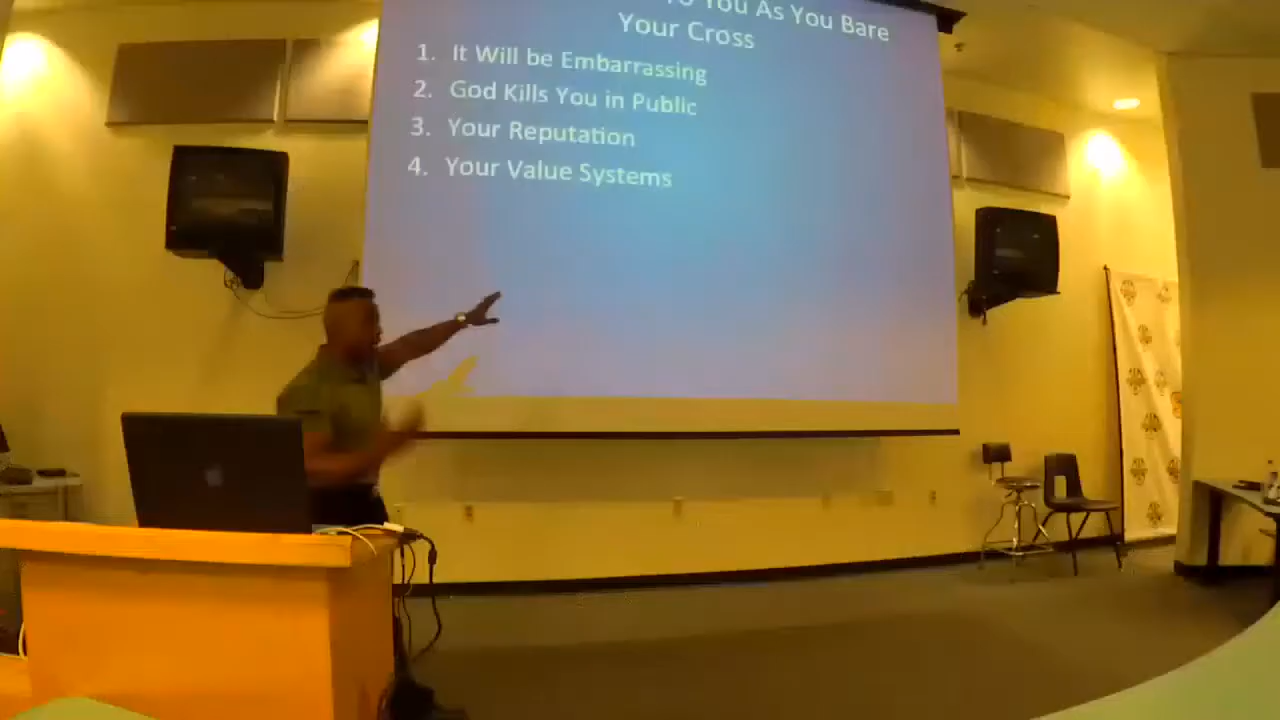 To You As You Bare
Your Cross
1. It Will be Embarrassing
2. God Kills You in Public
3. Your Reputation
4. Your Value Systems